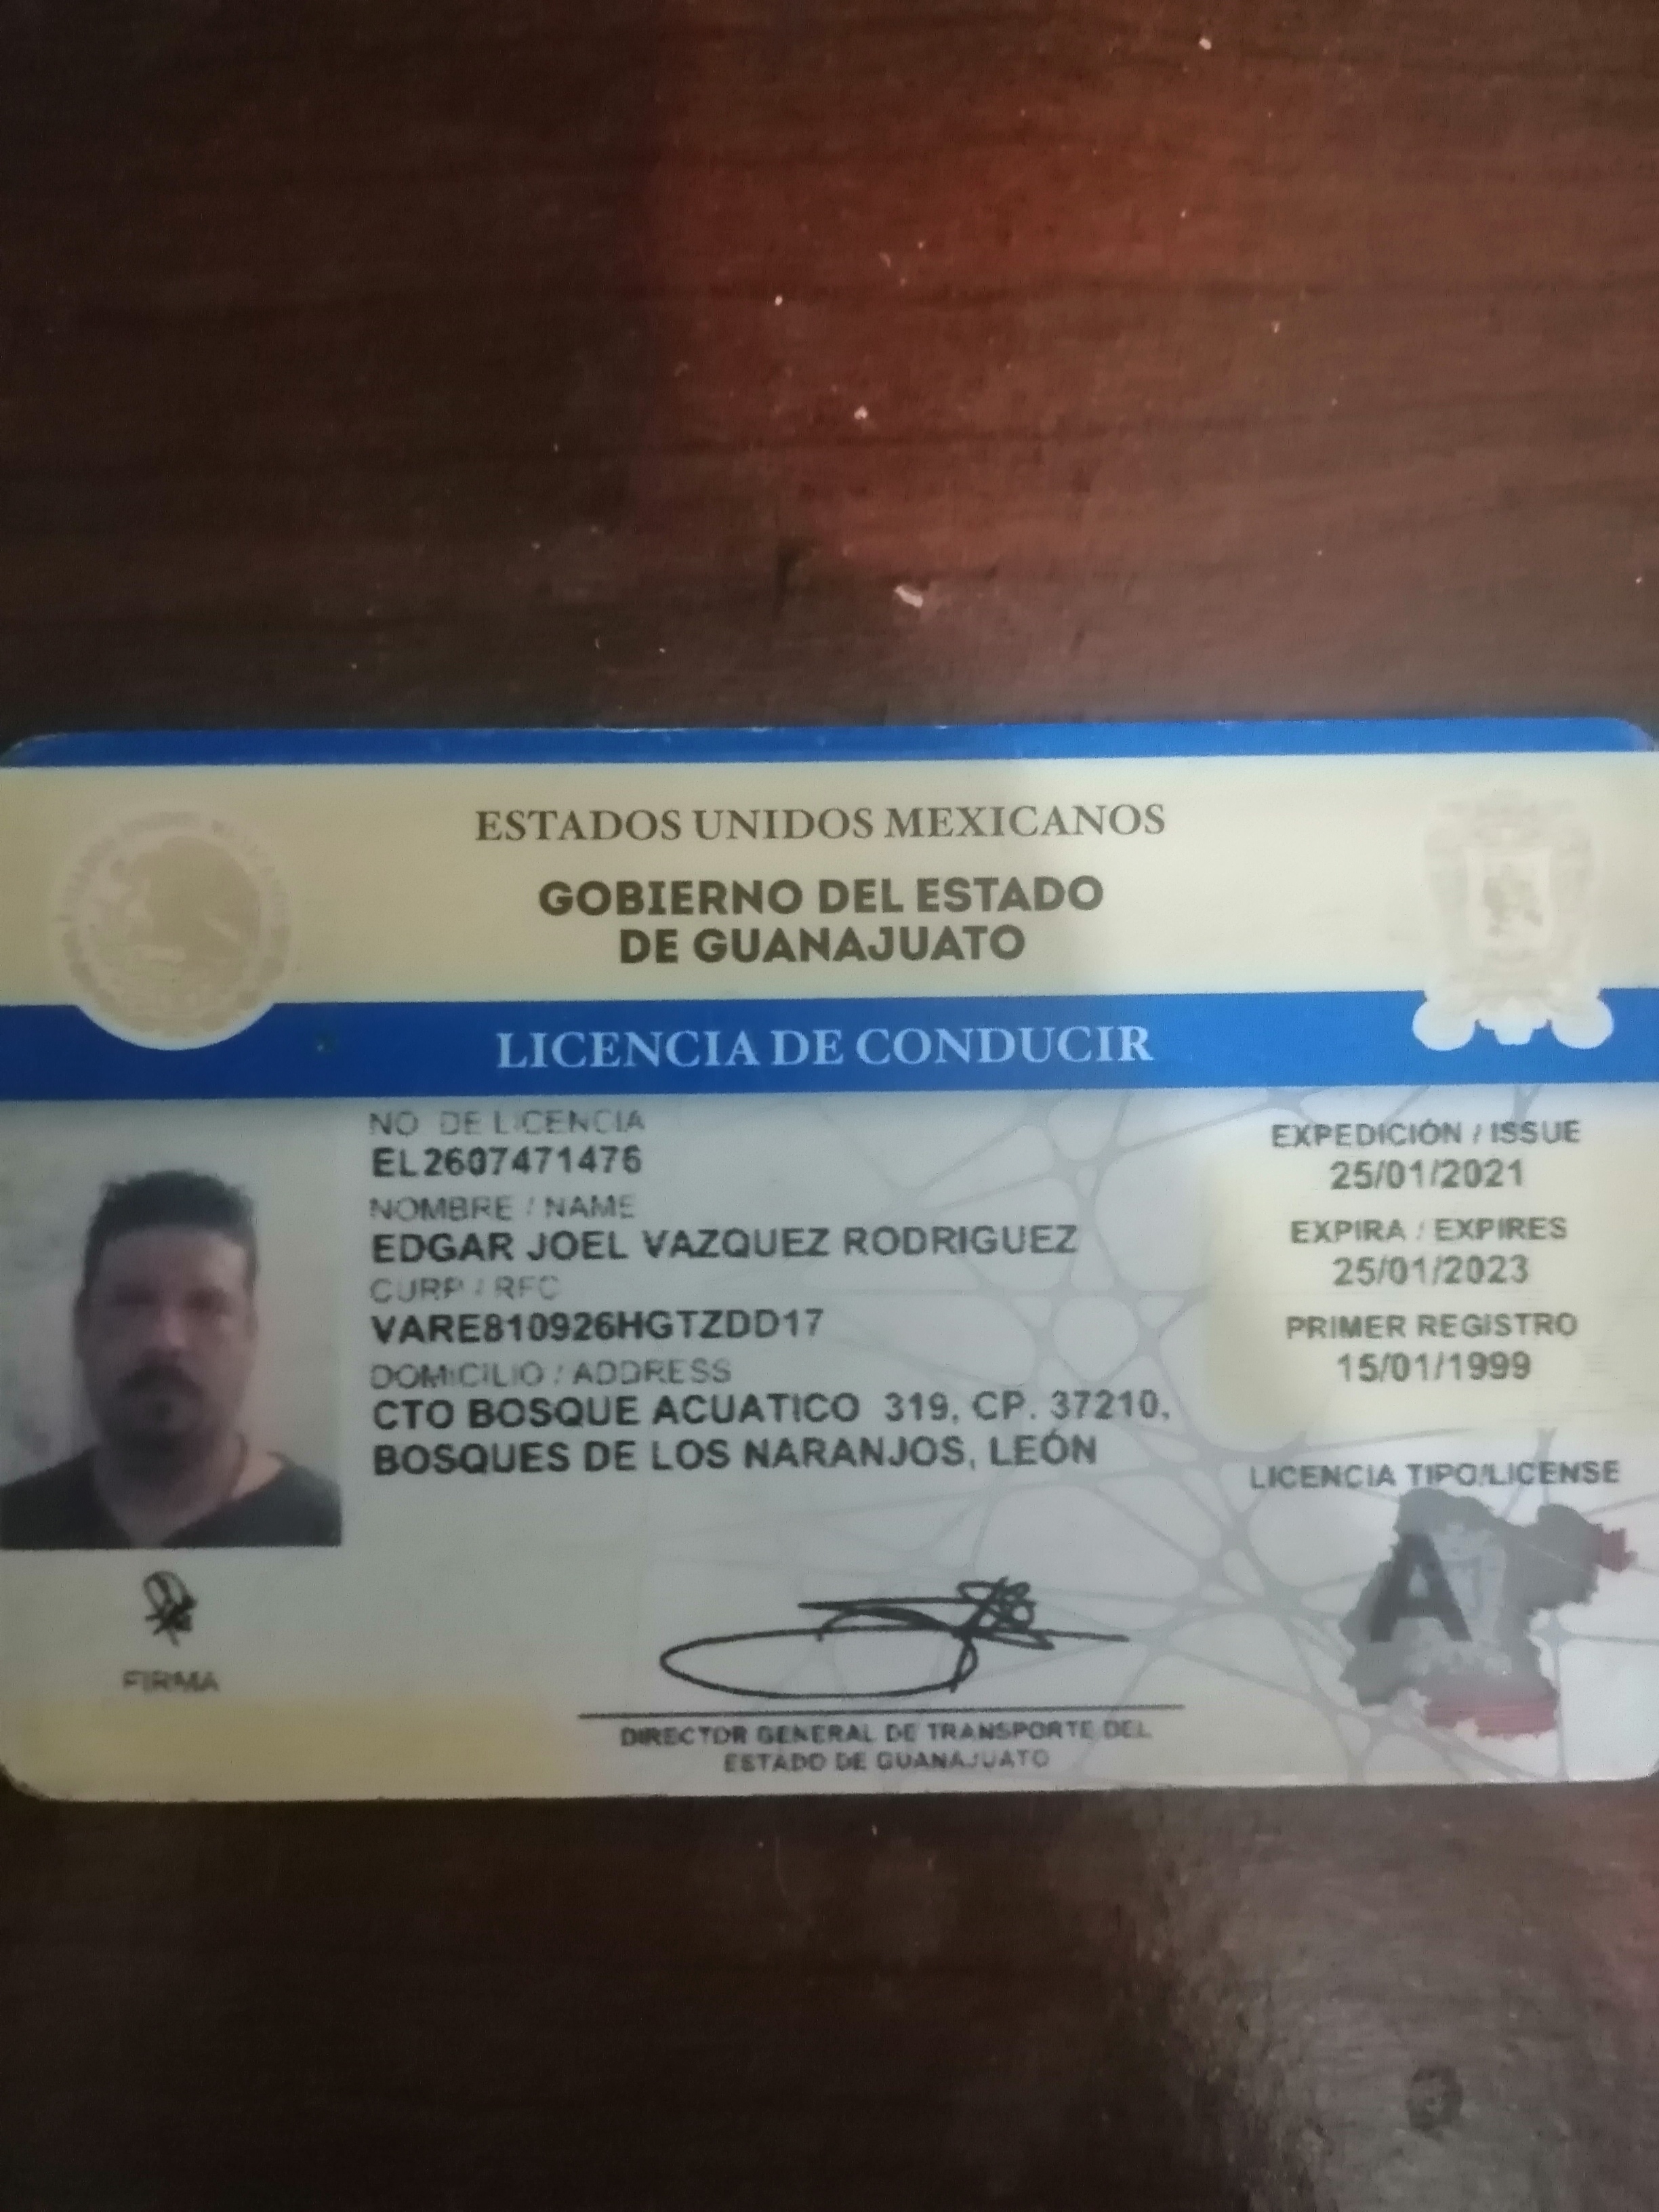 ESTADOS UNIDOS MEXICANOS
GOBIERNO DEL ESTADO
DE GUANAJUATO
LICENCIA DE CONDUCIR
NO. DE LICENCIA
EL2607471476
NOMBRE / NAME
EDGAR JOEL VAZQUEZ RODRIGUEZ
CURP / RFC
VARE810926HGTZDD17
DOMICILIO / ADDRESS
CTO BOSQUE ACUATICO 319, CP. 37210,
BOSQUES DE LOS NARANJOS, LEÓN
EXPEDICIÓN / ISSUE
25/01/2021
EXPIRA / EXPIRES
25/01/2023
PRIMER REGISTRO
15/01/1999
LICENCIA TIPO/LICENSE
A
FIRMA
DIRECTOR GENERAL DE TRANSPORTE DEL
ESTADO DE GUANAJUATO